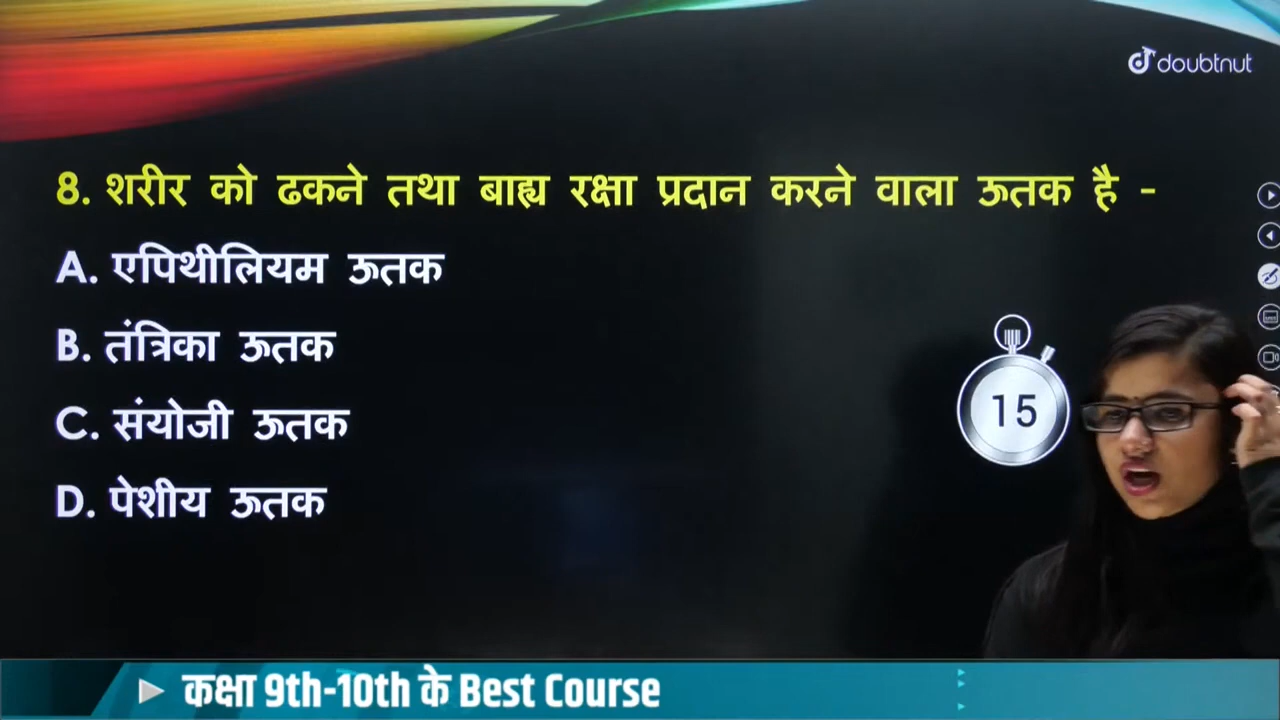 doubtnut
8. शरीर को ढकने तथा बाह्य रक्षा प्रदान करने वाला ऊतक है -
A. एपिथीलियम ऊतक
B. तंत्रिका ऊतक
C. संयोजी ऊतक
D. पेशीय ऊतक
15
कक्षा 9th-10th के Best Course